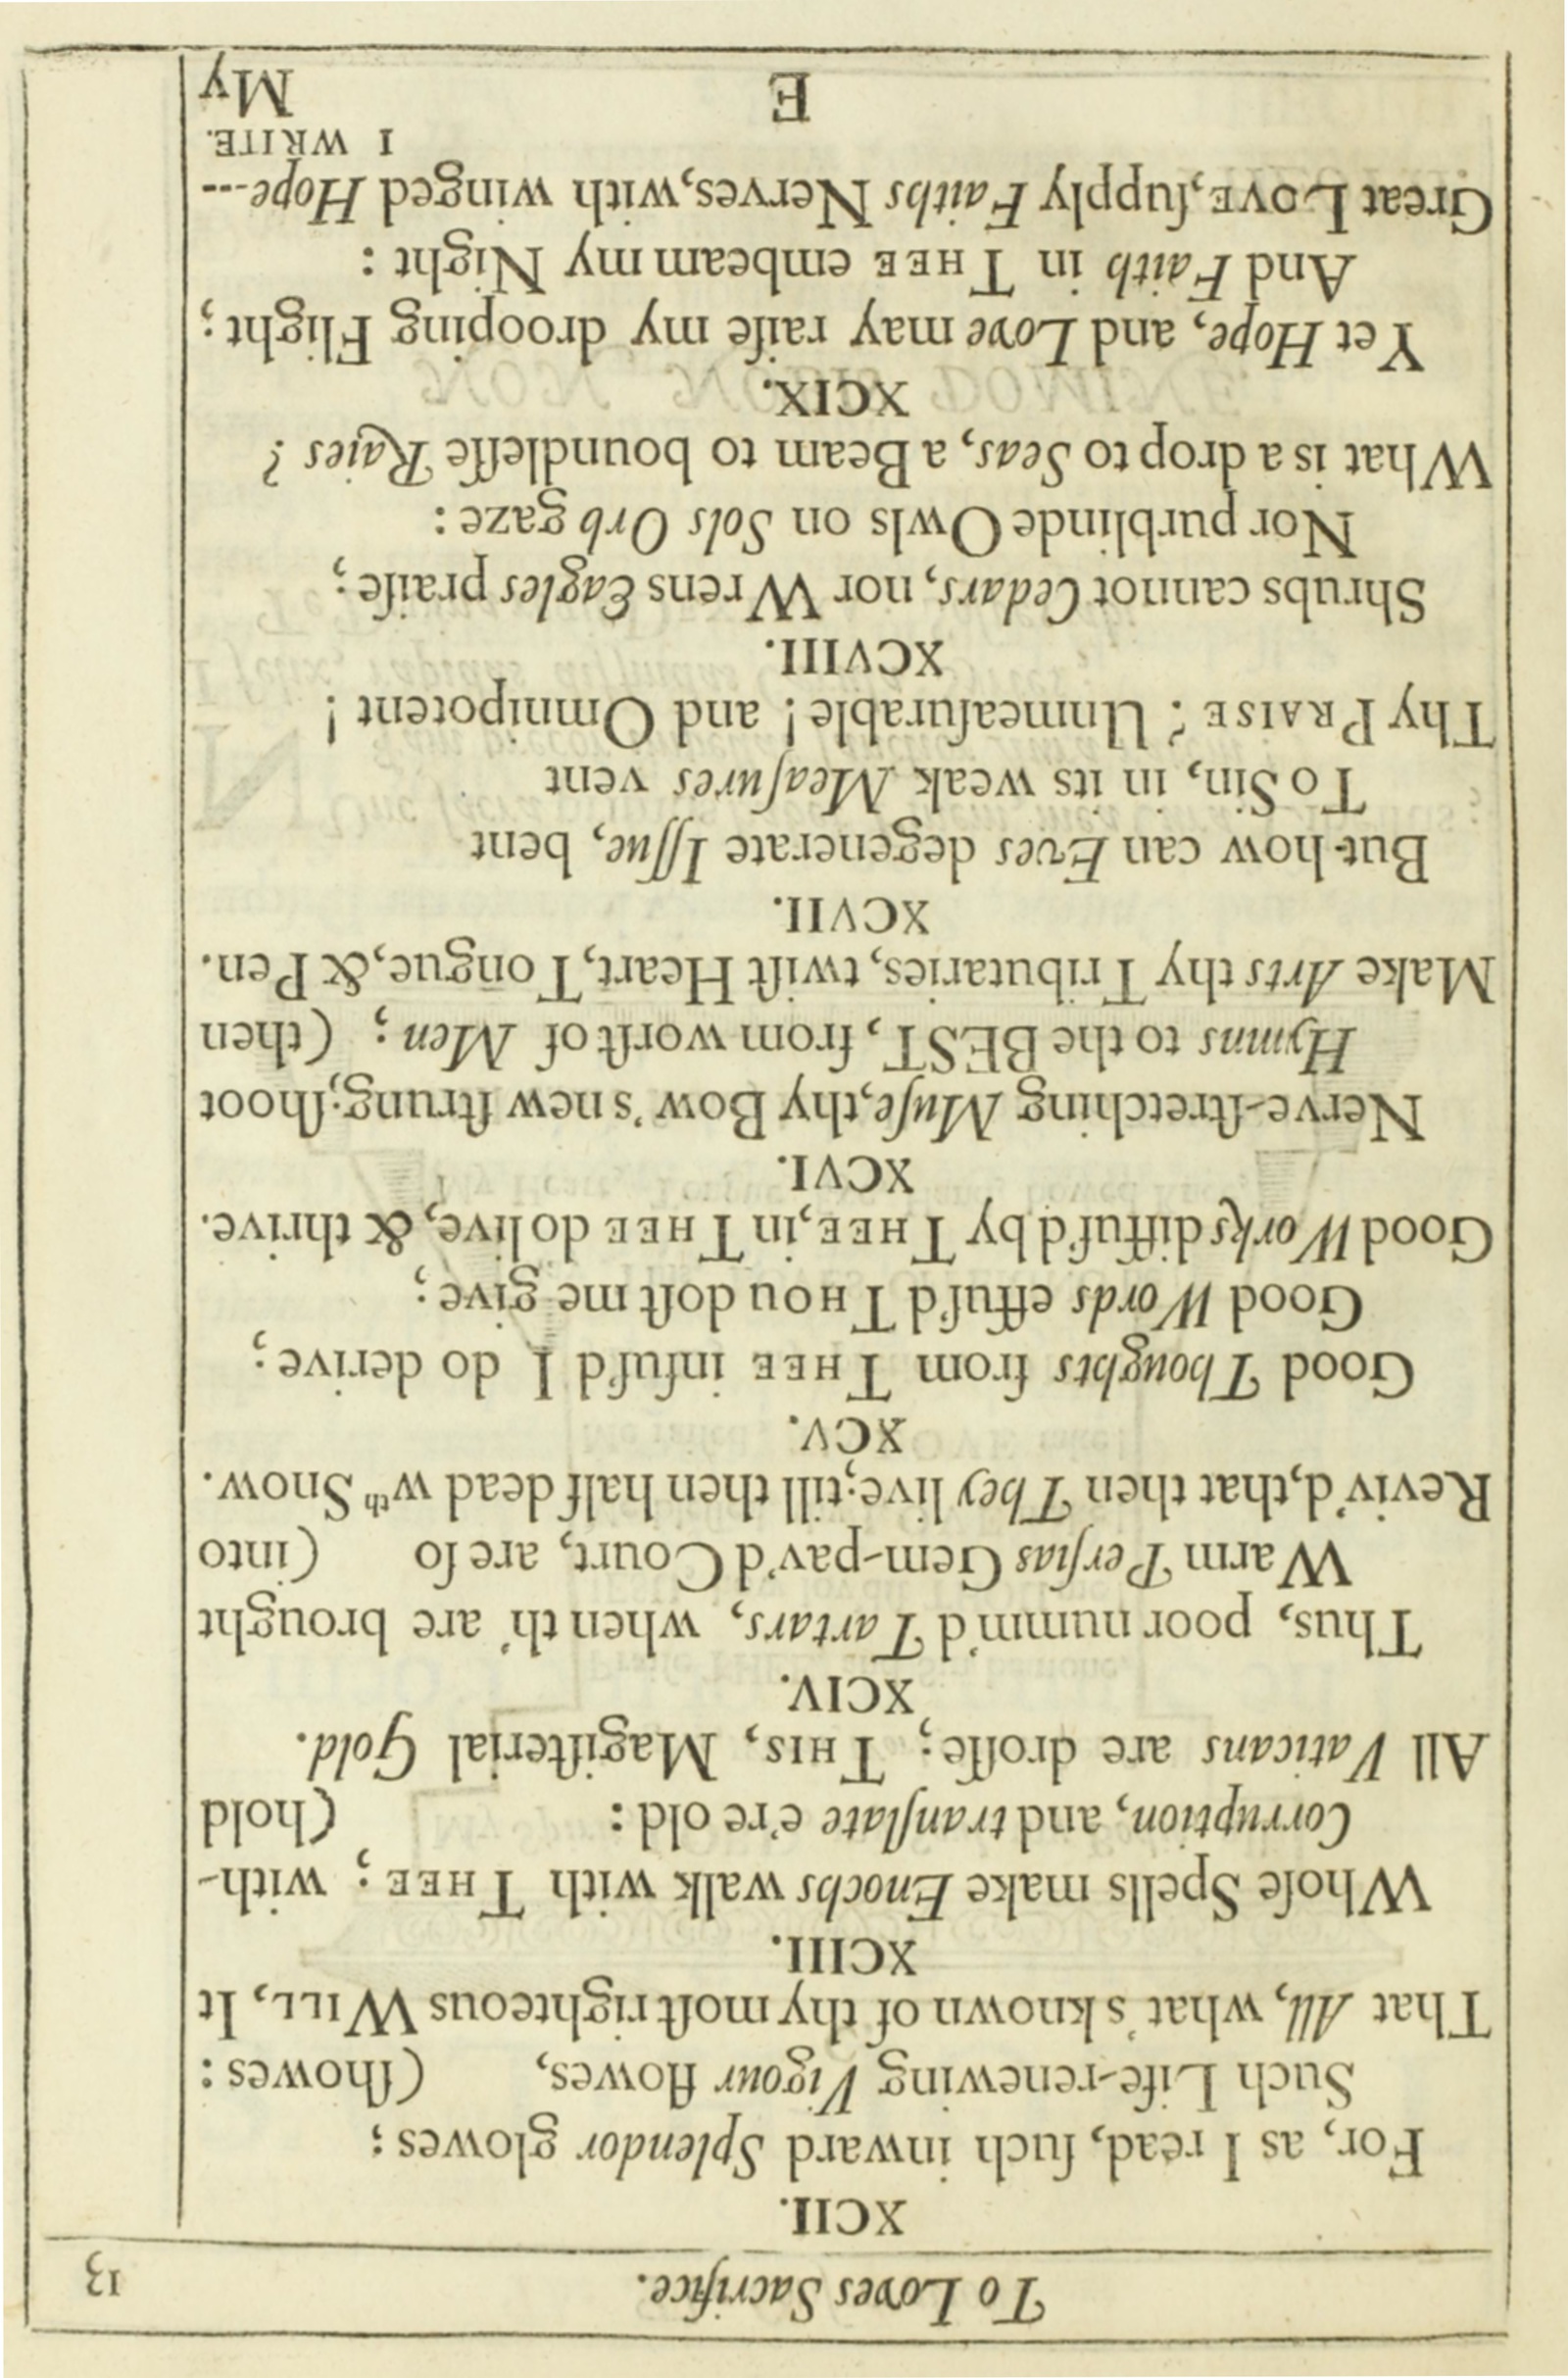 To Loves Sacrifice. 13
XCII.
For, as I read, ſuch inward Splendor glowes;
Such Life-renewing Vigour flowes, (ſhowes:
That All, what's known of thy moſt righteous WILL, It
XCIII.
Whoſe Spells make Enochs walk with THEE; with-
Corruption, and tranſlate e're old: (hold
All Vaticans are droſſe; THIS, Magiſterial Gold.
XCIV.
Thus, poor numm'd Tartars, when th' are brought
Warm Perſias Gem-pav'd Court, are ſo (into
Reviv'd, that then They live; till then half dead wth Snow.
XCV.
Good Thoughts from THEE infuſ'd I do derive;
Good Words effuſ'd THOU doſt me give;
Good Works diffuſ'd by THEE, in THEE do live, & thrive.
XCVI.
Nerve-ſtretching Muſe, thy Bow's new ſtrung; ſhoot
Hymns to the BEST, from worſt of Men; (then
Make Arts thy Tributaries, twiſt Heart, Tongue, & Pen.
XCVII.
But how can Eves degenerate Iſſue, bent
To Sin, in its weak Meaſures vent
Thy PRAISE? Unmeaſurable! and Omnipotent!
XCVIII.
Shrubs cannot Cedars, nor Wrens Eagles praiſe;
Nor purblinde Owls on Sols Orb gaze:
What is a drop to Seas, a Beam to boundleſſe Raies?
XCIX.
Yet Hope, and Love may raiſe my drooping Flight;
And Faith in THEE embeam my Night:
Great LOVE, ſupply Faiths Nerves, with, winged Hope---
I WRITE.
E My